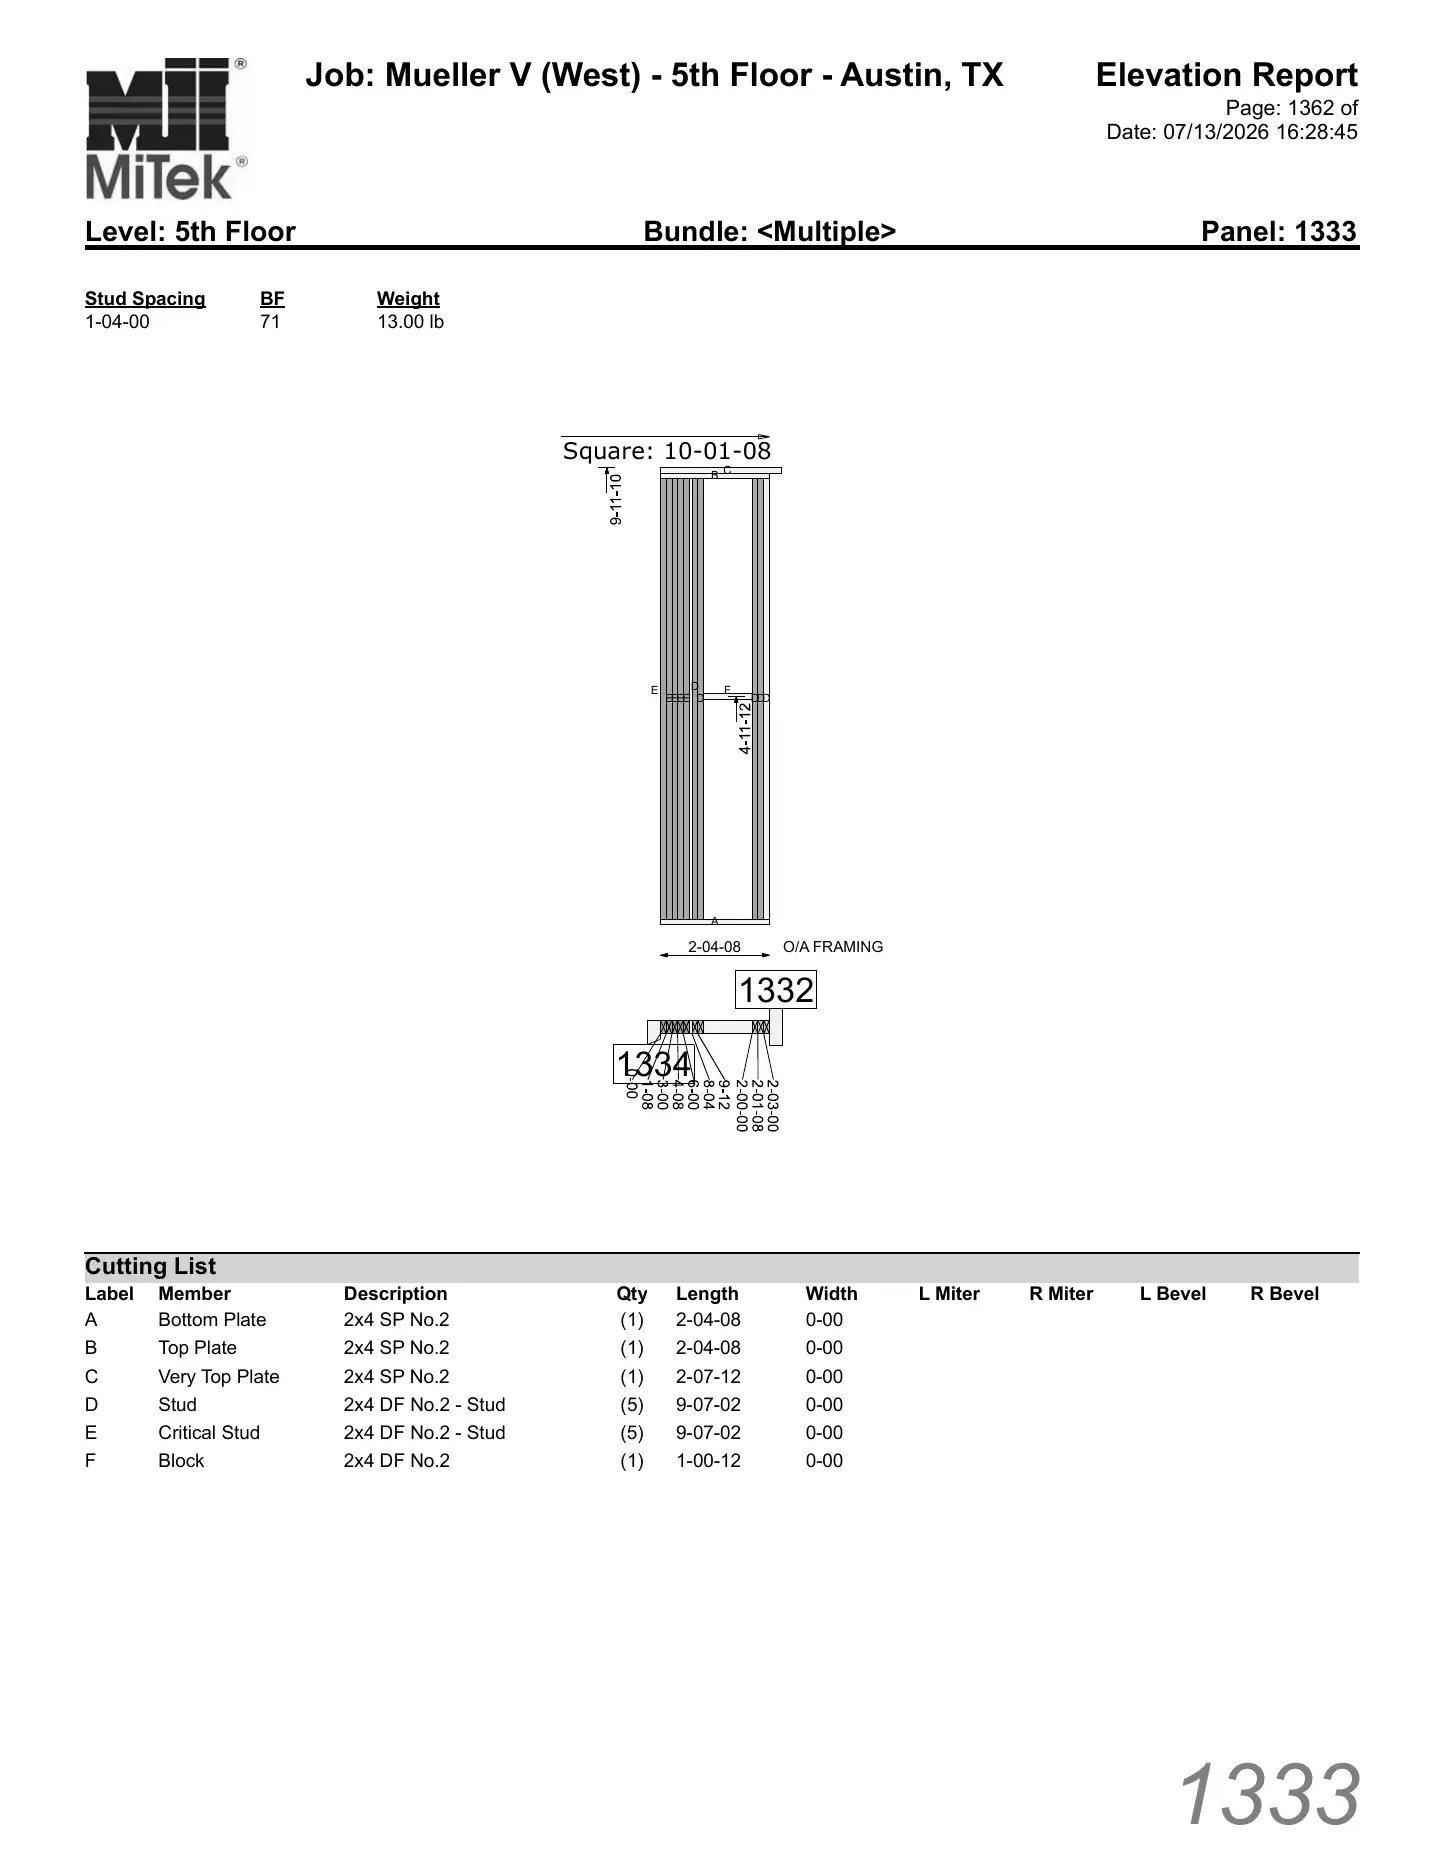 MiTek®
Job: Mueller V (West) - 5th Floor - Austin, TX
Elevation Report
Page: 1362 of
Date: 07/13/2026 16:28:45
Level: 5th Floor Bundle: <Multiple> Panel: 1333
Stud Spacing BF Weight
1-04-00 71 13.00 lb
Square: 10-01-08
C
B
9-11-10
E D F
4-11-12
A
2-04-08 O/A FRAMING
1332
1334
0-00
1-08
3-00
4-08
6-00
8-04
9-12
2-00-00
2-01-08
2-03-00
Cutting List
Label Member Description Qty Length Width L Miter R Miter L Bevel R Bevel
A Bottom Plate 2x4 SP No.2 (1) 2-04-08 0-00
B Top Plate 2x4 SP No.2 (1) 2-04-08 0-00
C Very Top Plate 2x4 SP No.2 (1) 2-07-12 0-00
D Stud 2x4 DF No.2 - Stud (5) 9-07-02 0-00
E Critical Stud 2x4 DF No.2 - Stud (5) 9-07-02 0-00
F Block 2x4 DF No.2 (1) 1-00-12 0-00
1333